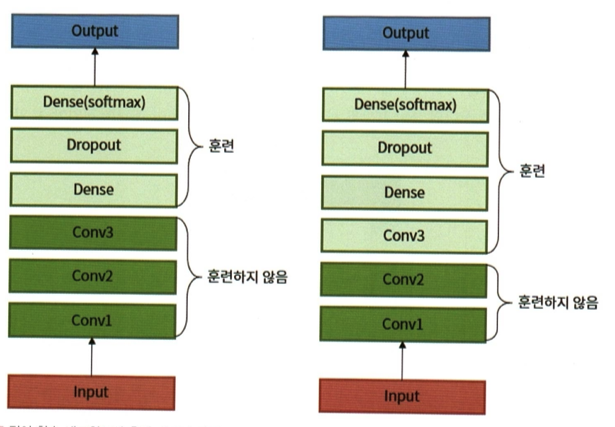 Output
Dense(softmax)
Dropout
Dense
훈련
Conv3
Conv2
Conv1
훈련하지 않음
Input
Output
Dense(softmax)
Dropout
Dense
Conv3
훈련
Conv2
Conv1
훈련하지 않음
Input